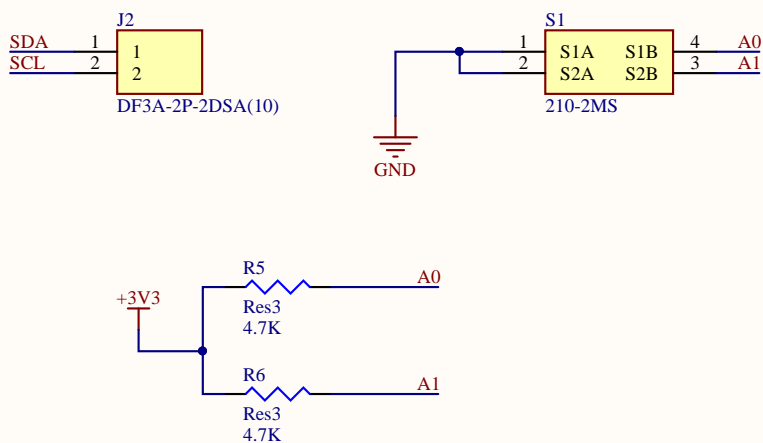 J2
SDA 1 1
SCL 2 2
DF3A-2P-2DSA(10)
S1
1 S1A S1B 4 A0
2 S2A S2B 3 A1
210-2MS
GND
+3V3
R5
A0
Res3
4.7K
R6
A1
Res3
4.7K